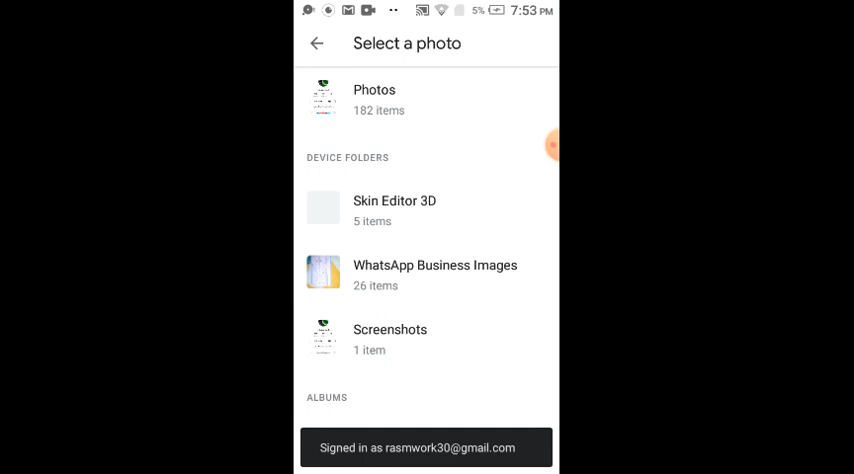 5% 7:53 PM
Select a photo
Photos
182 items
DEVICE FOLDERS
Skin Editor 3D
5 items
WhatsApp Business Images
26 items
Screenshots
1 item
ALBUMS
Signed in as rasmwork30@gmail.com